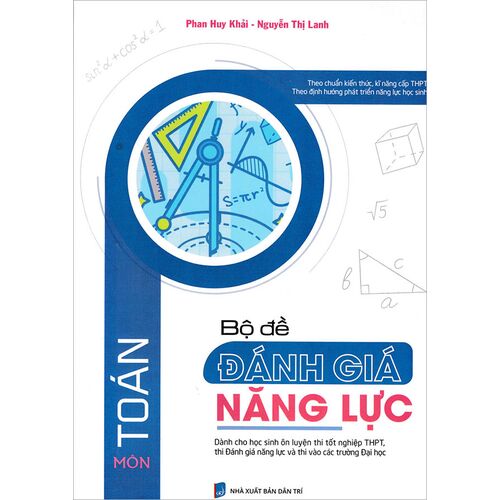 Phan Huy Khải - Nguyễn Thị Lanh
sin²α + cos²α = 1
Theo chuẩn kiến thức, kĩ năng cấp THPT
Theo định hướng phát triển năng lực học sinh
S=πr²
√5
b
c
a
Bộ đề
ĐÁNH GIÁ
NĂNG LỰC
Dành cho học sinh ôn luyện thi tốt nghiệp THPT,
thi Đánh giá năng lực và thi vào các trường Đại học
MÔN TOÁN
NHÀ XUẤT BẢN DÂN TRÍ